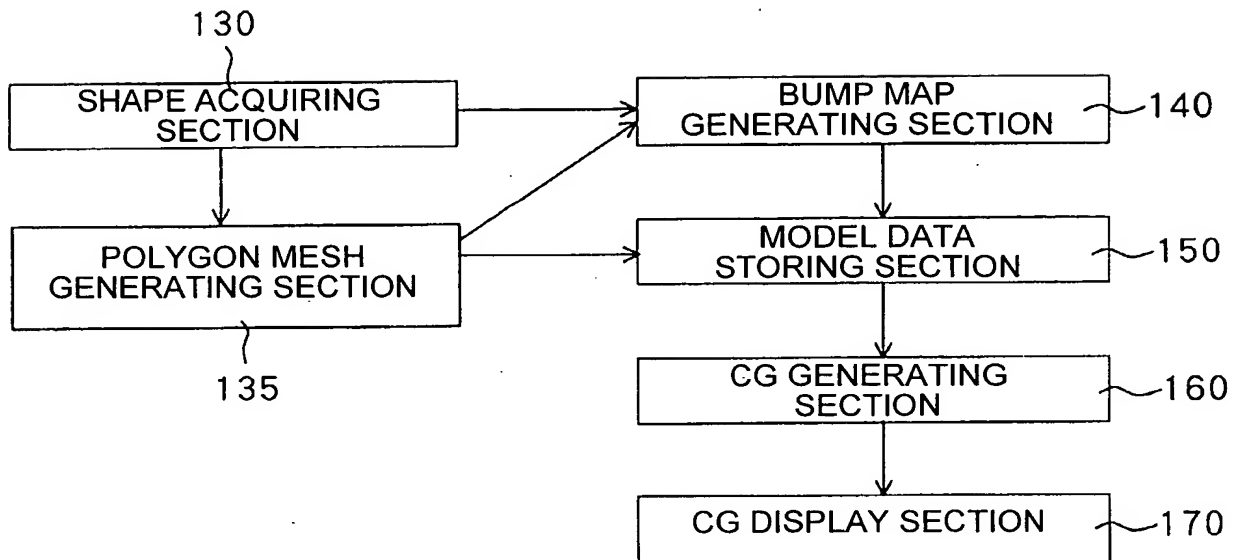 130
SHAPE ACQUIRING
SECTION
POLYGON MESH
GENERATING SECTION
135
BUMP MAP
GENERATING SECTION
140
MODEL DATA
STORING SECTION
150
CG GENERATING
SECTION
160
CG DISPLAY SECTION
170